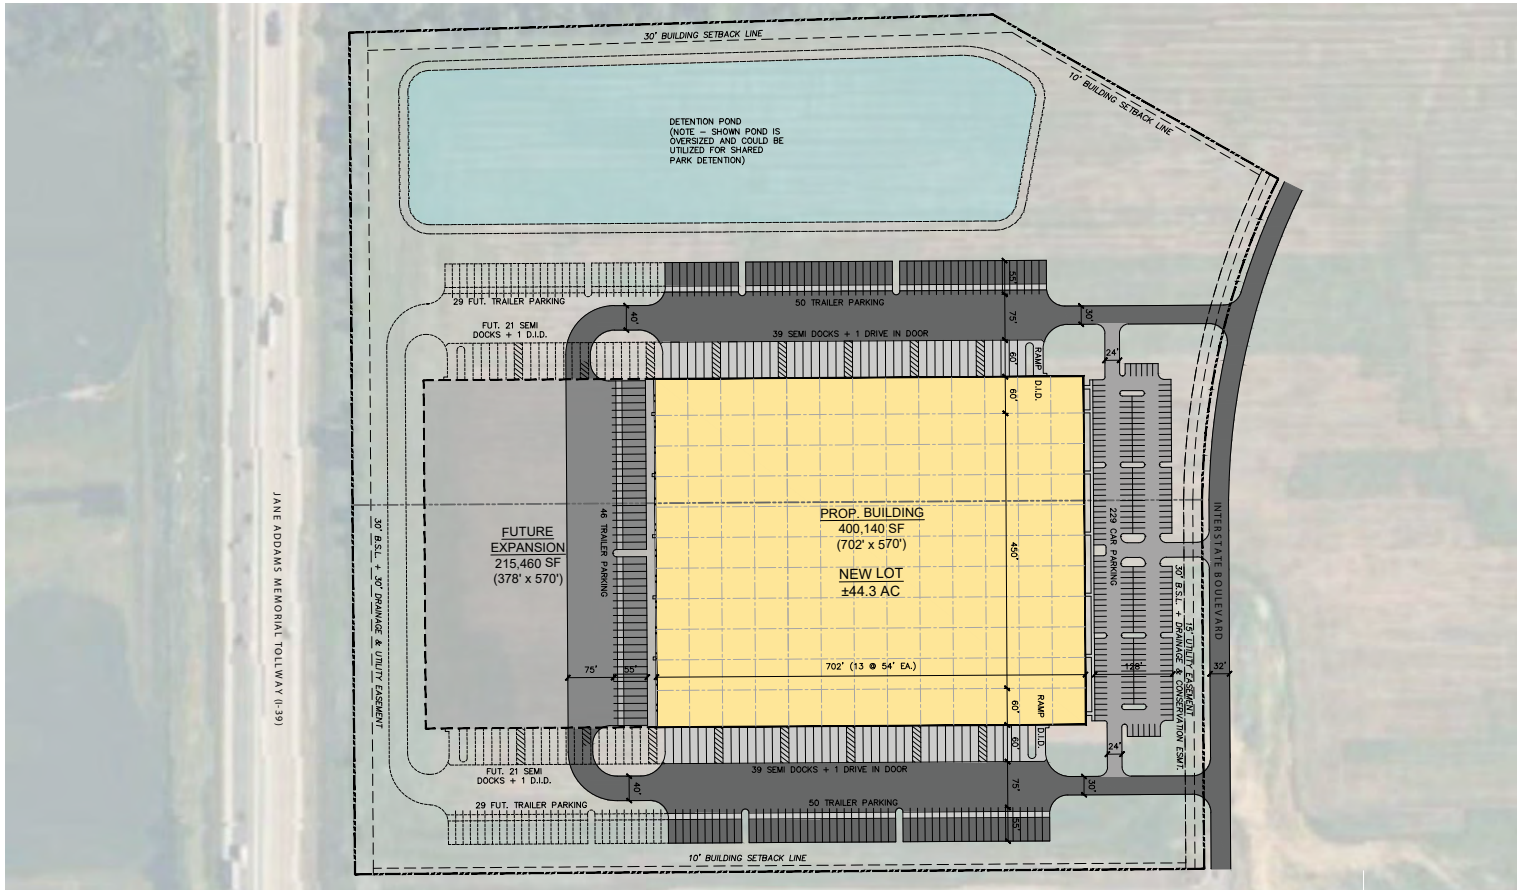 30' BUILDING SETBACK LINE
10' BUILDING SETBACK LINE
DETENTION POND
(NOTE – SHOWN POND IS
OVERSIZED AND COULD BE
UTILIZED FOR SHARED
PARK DETENTION)
55'
29 FUT. TRAILER PARKING
50 TRAILER PARKING
40'
75'
30'
FUT. 21 SEMI
DOCKS + 1 D.I.D.
39 SEMI DOCKS + 1 DRIVE IN DOOR
60'
RAMP
24'
60'
D.I.D.
JANE ADDAMS MEMORIAL TOLLWAY (I-39)
30' B.S.L. + 30' DRAINAGE & UTILITY EASEMENT
FUTURE
EXPANSION
215,460 SF
(378' x 570')
46 TRAILER PARKING
PROP. BUILDING
400,140 SF
(702' x 570')
NEW LOT
±44.3 AC
450'
229 CAR PARKING
INTERSTATE BOULEVARD
30' B.S.L. + DRAINAGE & CONSERVATION ESMT.
15' UTILITY EASEMENT
75'
55'
702' (13 @ 54' EA.)
128'
32'
60'
RAMP
60'
D.I.D.
24'
FUT. 21 SEMI
DOCKS + 1 D.I.D.
39 SEMI DOCKS + 1 DRIVE IN DOOR
40'
75'
30'
29 FUT. TRAILER PARKING
50 TRAILER PARKING
55'
10' BUILDING SETBACK LINE